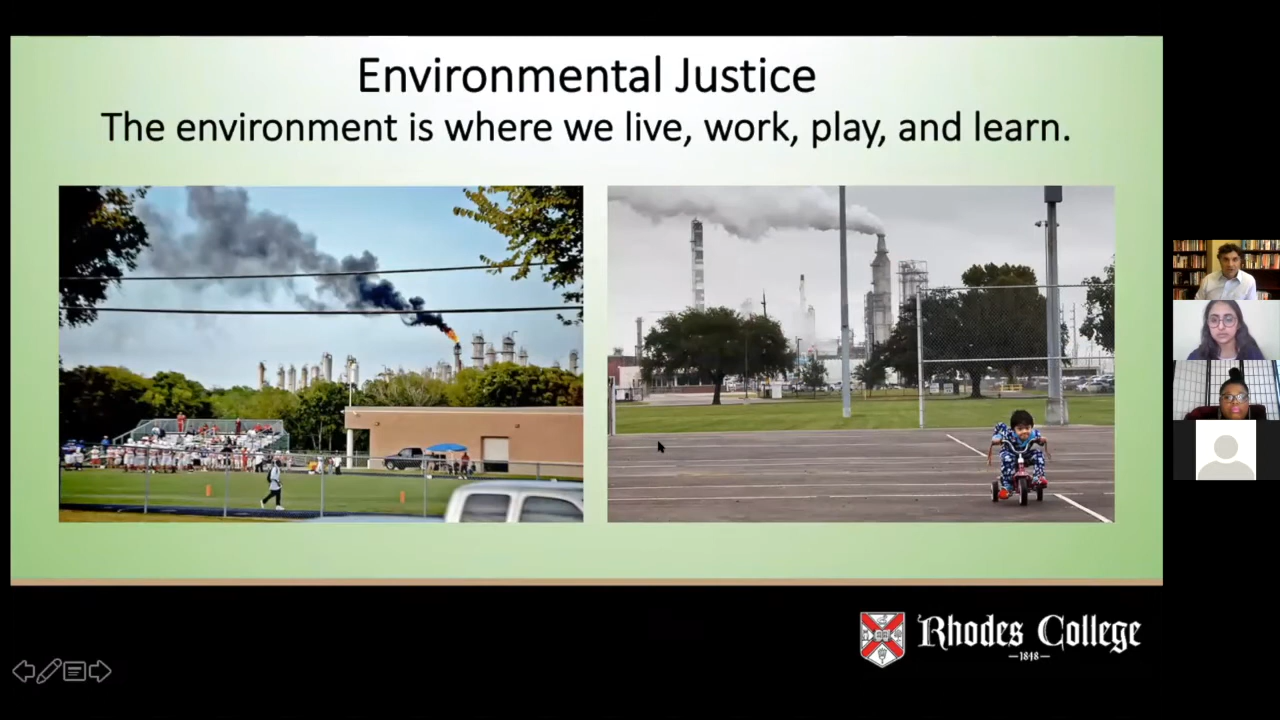 Environmental Justice
The environment is where we live, work, play, and learn.
Rhodes College
—1848—